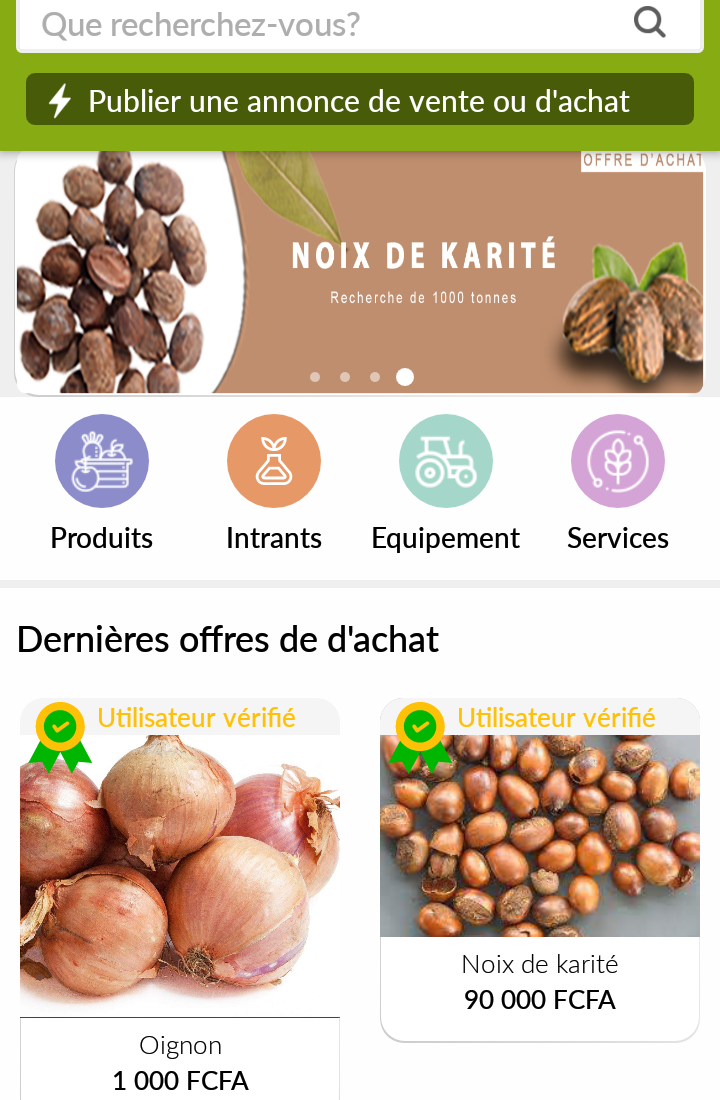 Que recherchez-vous?
Publier une annonce de vente ou d'achat
OFFRE D'ACHAT
NOIX DE KARITÉ
Recherche de 1000 tonnes
Produits
Intrants
Equipement
Services
Dernières offres de d'achat
Utilisateur vérifié
Utilisateur vérifié
Noix de karité
90 000 FCFA
Oignon
1 000 FCFA